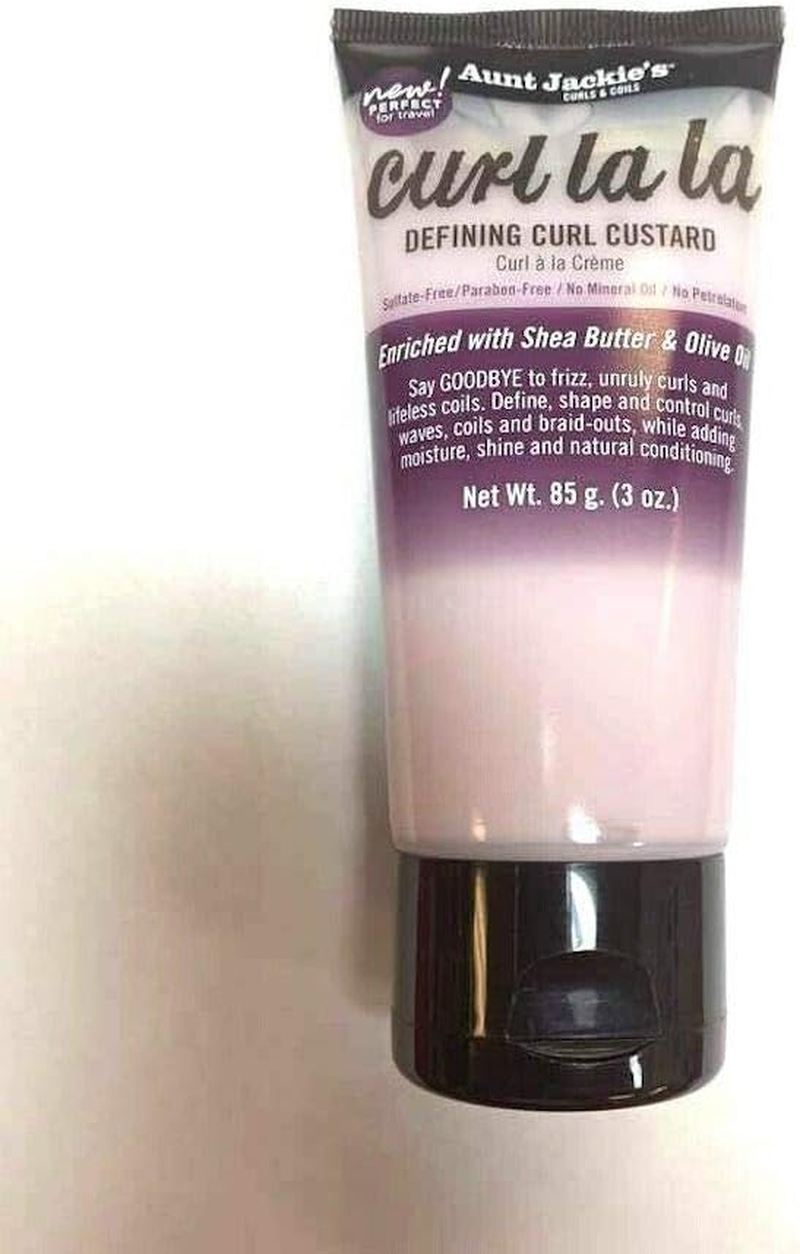 Aunt Jackie's
CURLS & COILS
new!
PERFECT
for travel
curl la la
DEFINING CURL CUSTARD
Curl à la Crème
Sulfate-Free/Paraben-Free / No Mineral Oil / No Petrolatum
Enriched with Shea Butter & Olive Oil
Say GOODBYE to frizz, unruly curls and
lifeless coils. Define, shape and control curls,
waves, coils and braid-outs, while adding
moisture, shine and natural conditioning.
Net Wt. 85 g. (3 oz.)